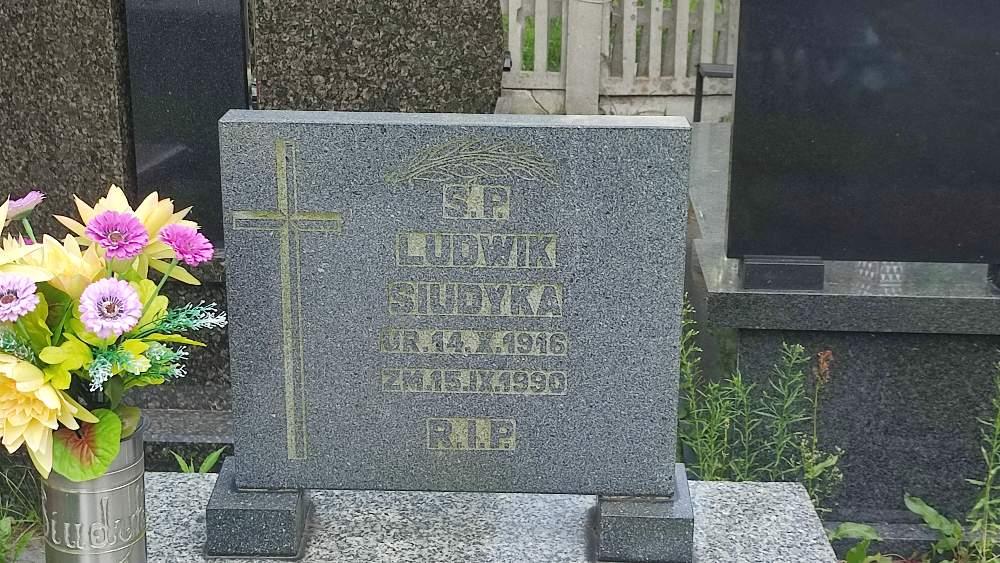 Ś.P.
LUDWIK
SIUDYKA
UR.14.X.1916
ZM.15.IX.1990
R.I.P.